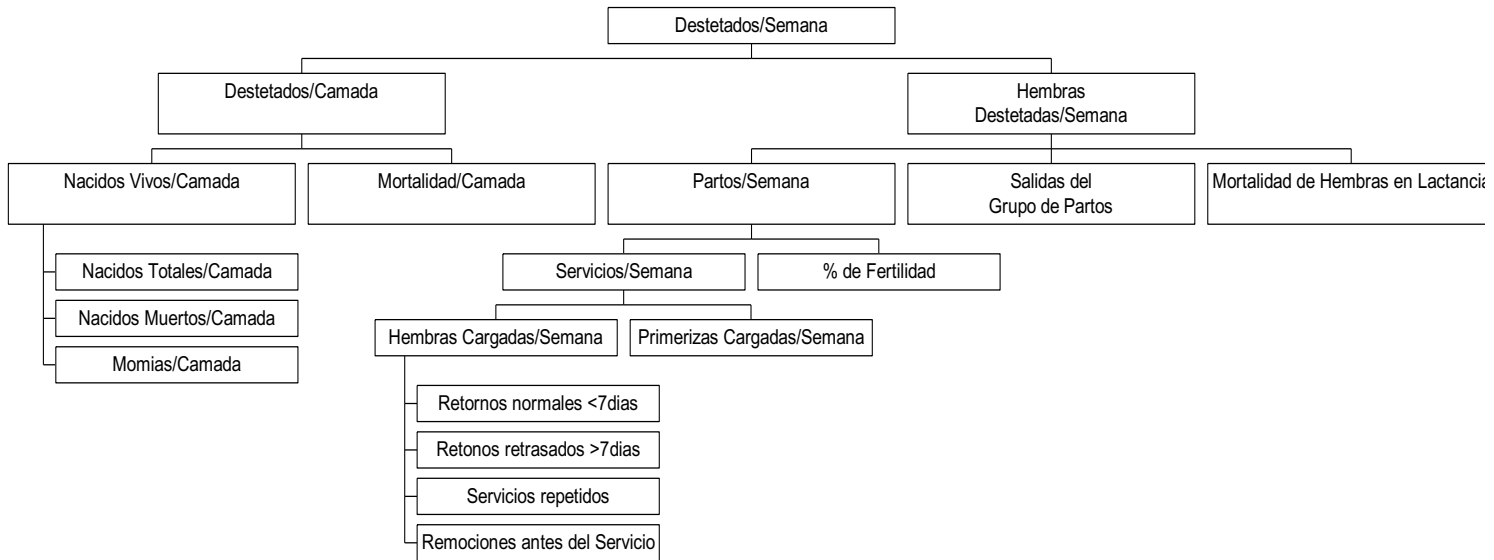 Destetados/Semana
Destetados/Camada
Hembras
Destetadas/Semana
Nacidos Vivos/Camada
Mortalidad/Camada
Partos/Semana
Salidas del
Grupo de Partos
Mortalidad de Hembras en Lactancia
Nacidos Totales/Camada
Servicios/Semana
% de Fertilidad
Nacidos Muertos/Camada
Hembras Cargadas/Semana
Primerizas Cargadas/Semana
Momias/Camada
Retornos normales <7dias
Retonos retrasados >7dias
Servicios repetidos
Remociones antes del Servicio